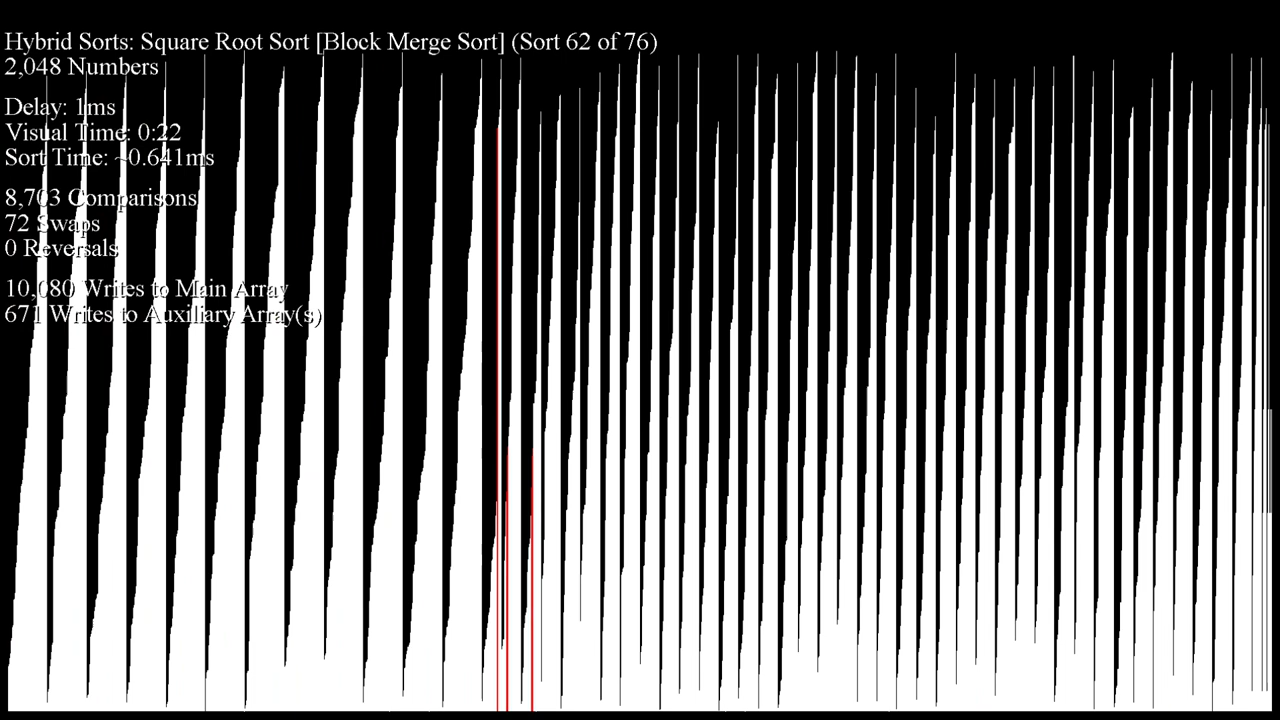 Hybrid Sorts: Square Root Sort [Block Merge Sort] (Sort 62 of 76)
2,048 Numbers
Delay: 1ms
Visual Time: 0:22
Sort Time: ~0.641ms
8,703 Comparisons
72 Swaps
0 Reversals
10,080 Writes to Main Array
671 Writes to Auxiliary Array(s)